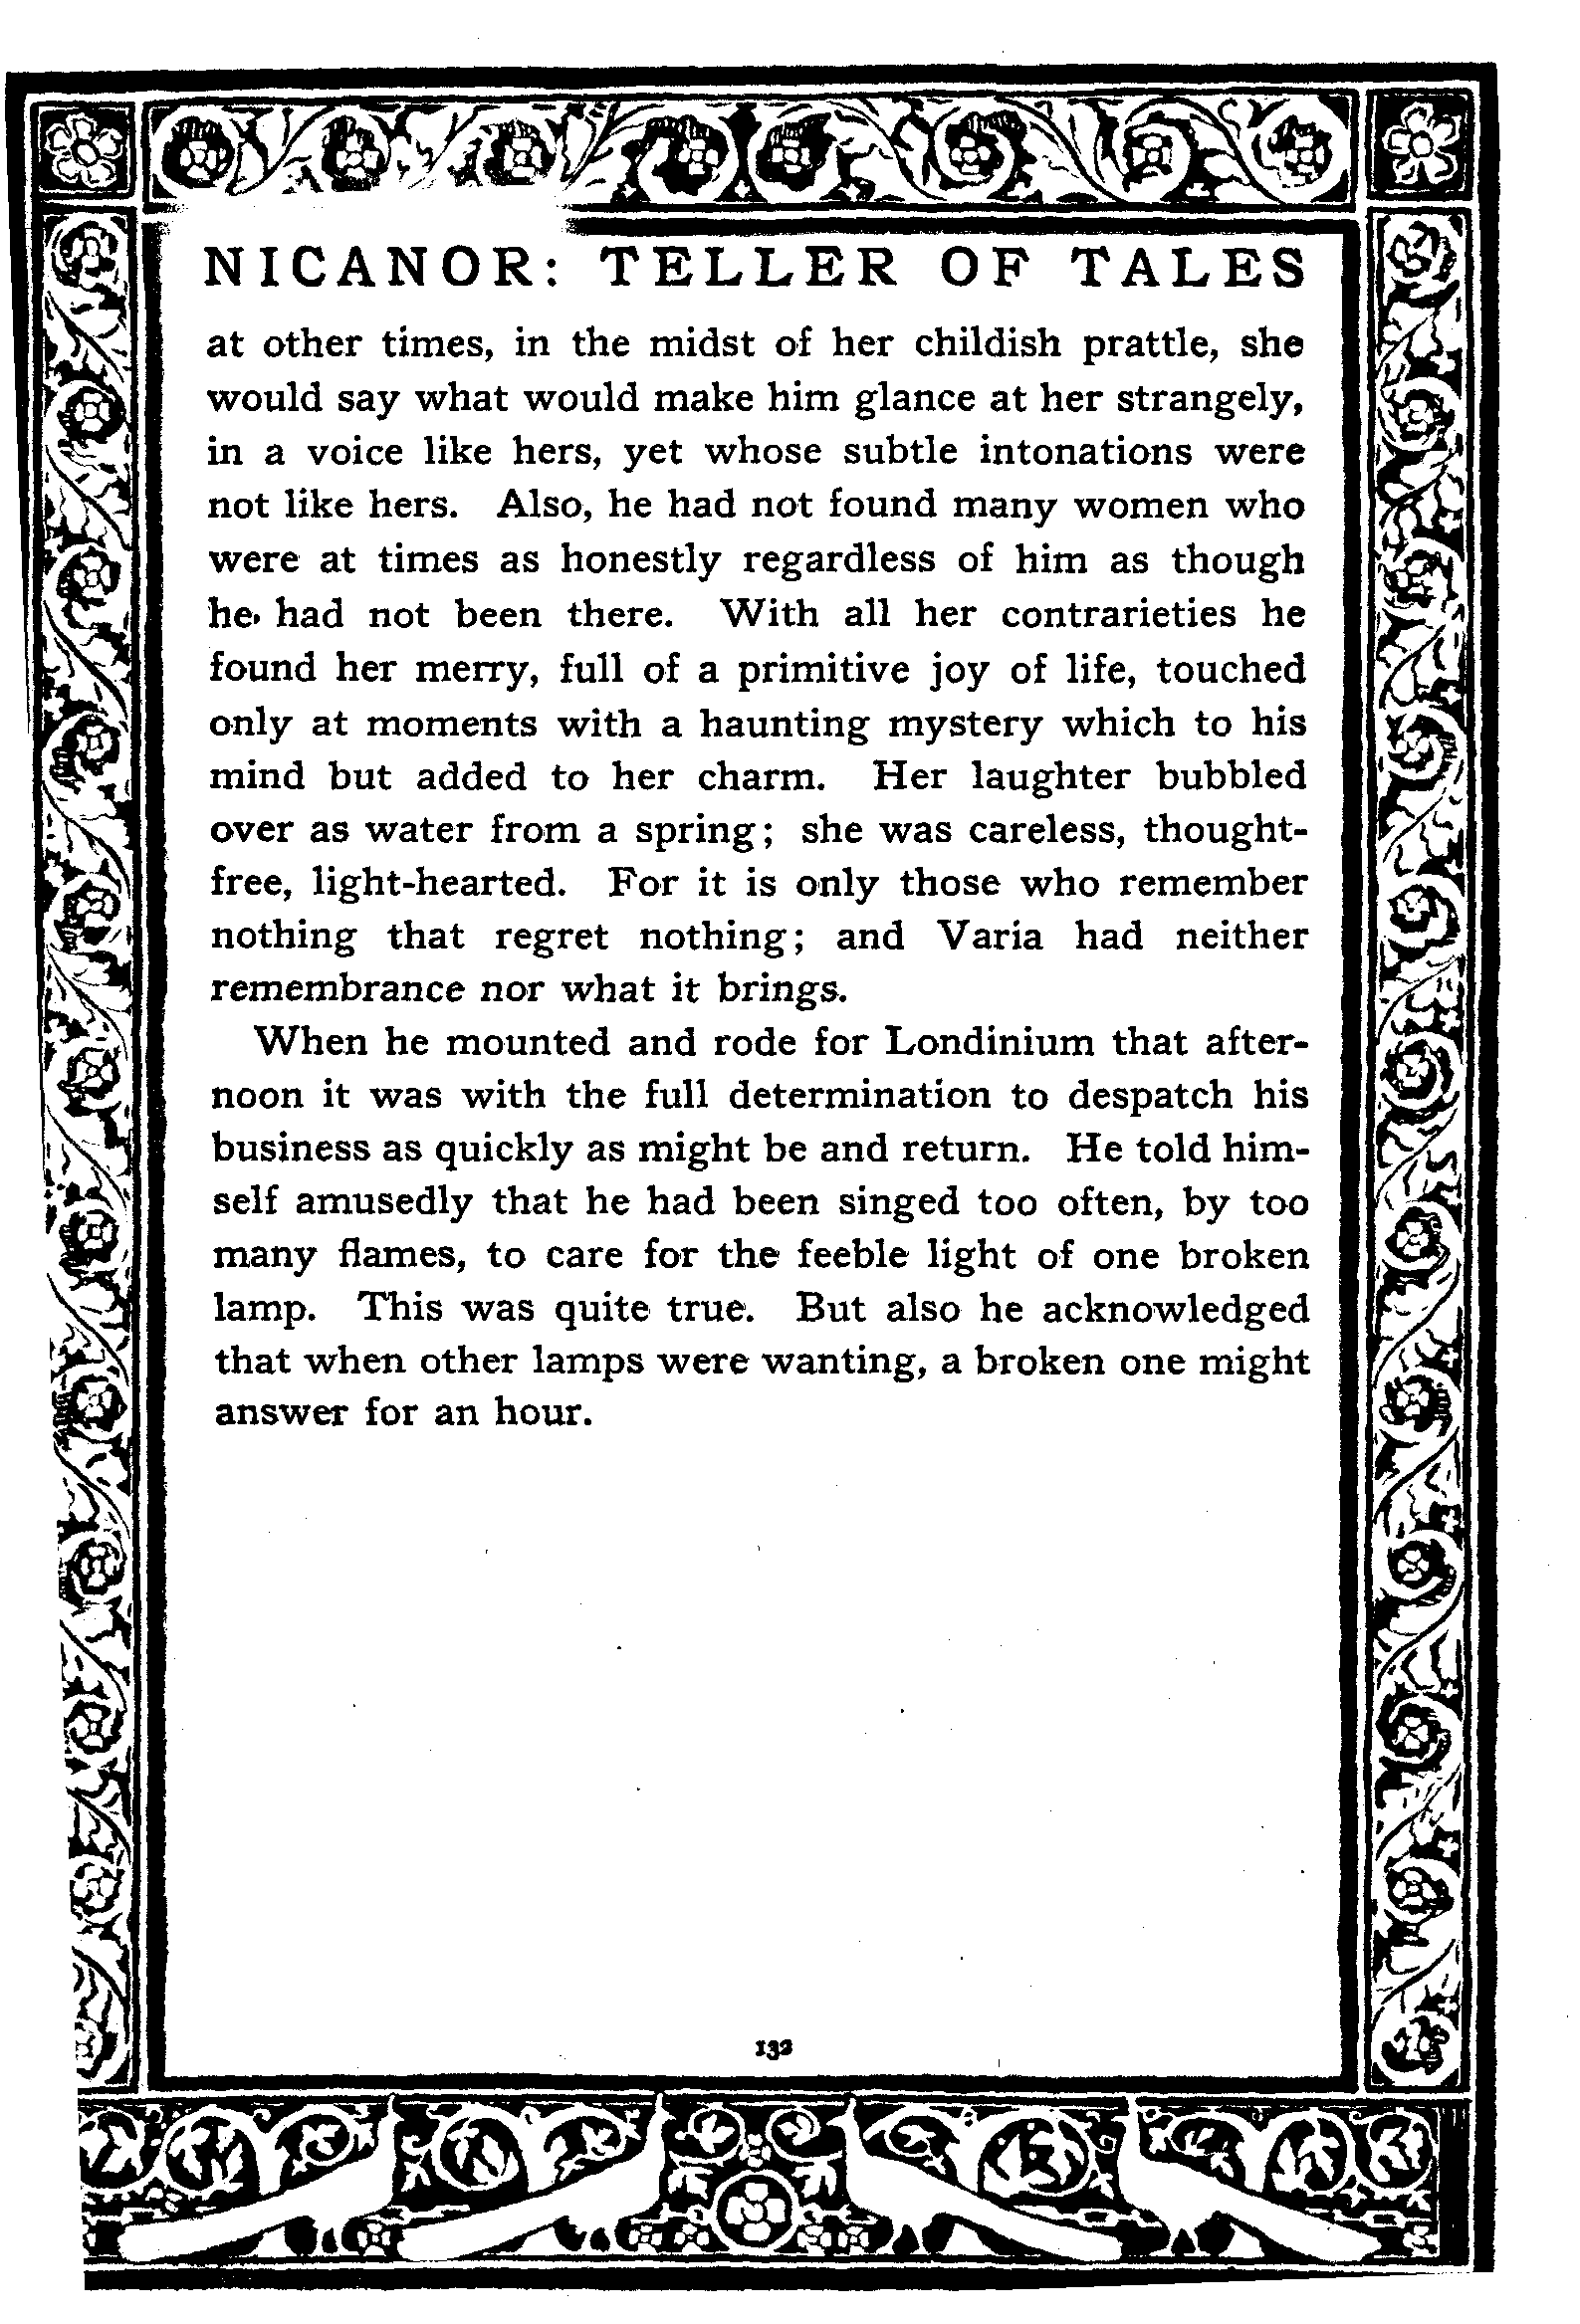 NICANOR: TELLER OF TALES
at other times, in the midst of her childish prattle, she
would say what would make him glance at her strangely,
in a voice like hers, yet whose subtle intonations were
not like hers. Also, he had not found many women who
were at times as honestly regardless of him as though
he had not been there. With all her contrarieties he
found her merry, full of a primitive joy of life, touched
only at moments with a haunting mystery which to his
mind but added to her charm. Her laughter bubbled
over as water from a spring; she was careless, thought-
free, light-hearted. For it is only those who remember
nothing that regret nothing; and Varia had neither
remembrance nor what it brings.
When he mounted and rode for Londinium that after-
noon it was with the full determination to despatch his
business as quickly as might be and return. He told him-
self amusedly that he had been singed too often, by too
many flames, to care for the feeble light of one broken
lamp. This was quite true. But also he acknowledged
that when other lamps were wanting, a broken one might
answer for an hour.
132